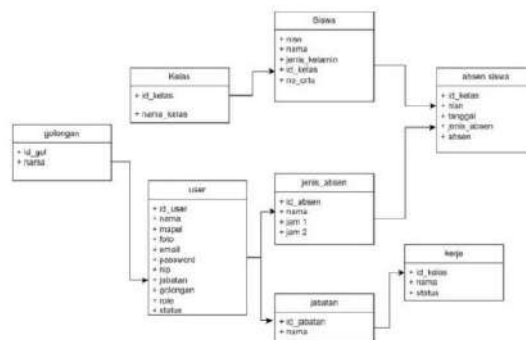 Siswa
+ nisn
+ nama
+ jenis_kelamin
+ id_kelas
+ no_ortu
Kelas
+ id_kelas
+ nama_kelas
absen siswa
+ id_kelas
+ nisn
+ tanggal
+ jenis_absen
+ absen
golongan
+ id_gol
+ nama
user
+ id_user
+ nama
+ mapel
+ foto
+ email
+ password
+ nip
+ jabatan
+ golongan
+ role
+ status
jenis_absen
+ id_absen
+ nama
+ jam 1
+ jam 2
kerja
+ id_kelas
+ nama
+ status
jabatan
+ id_jabatan
+ nama